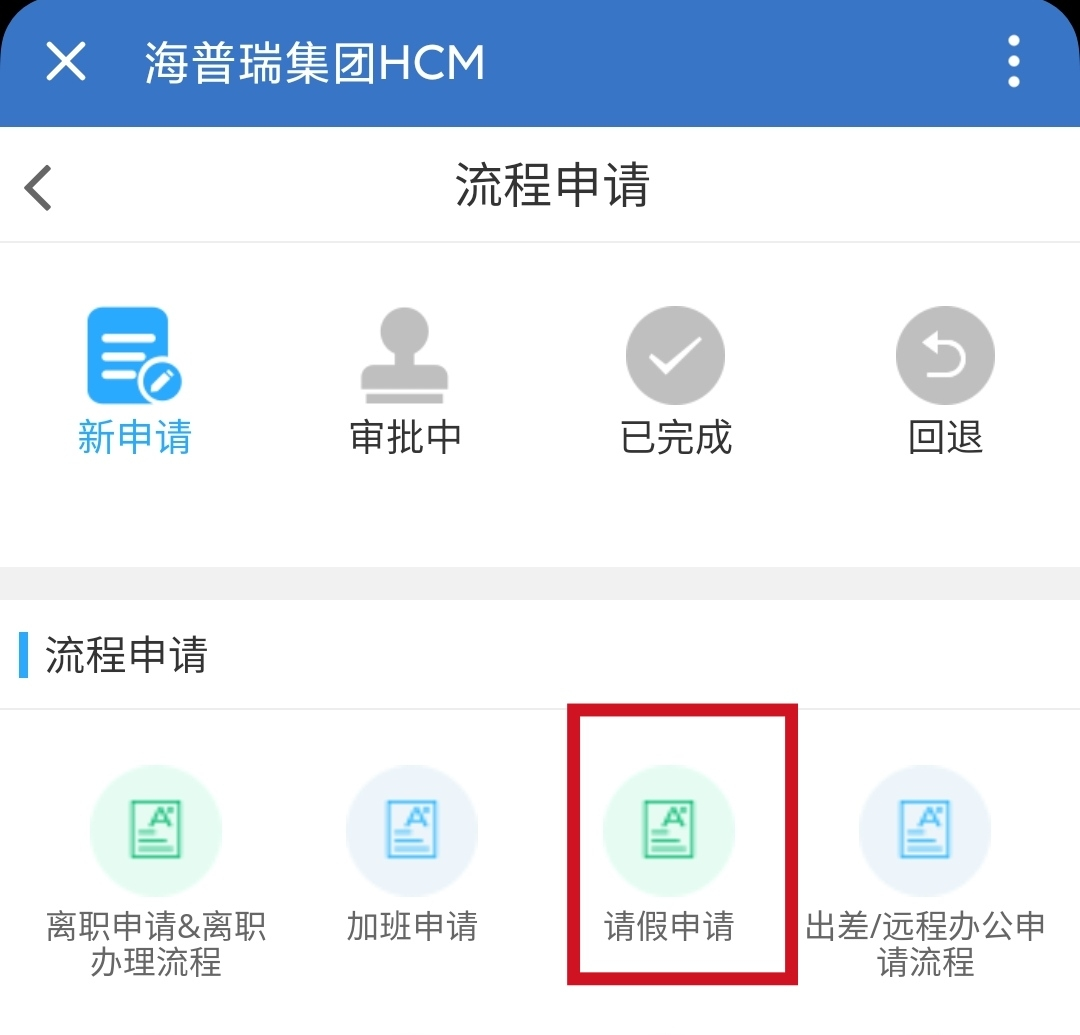 海普瑞集团HCM
流程申请
新申请
审批中
已完成
回退
流程申请
离职申请&离职
办理流程
加班申请
请假申请
出差/远程办公申
请流程